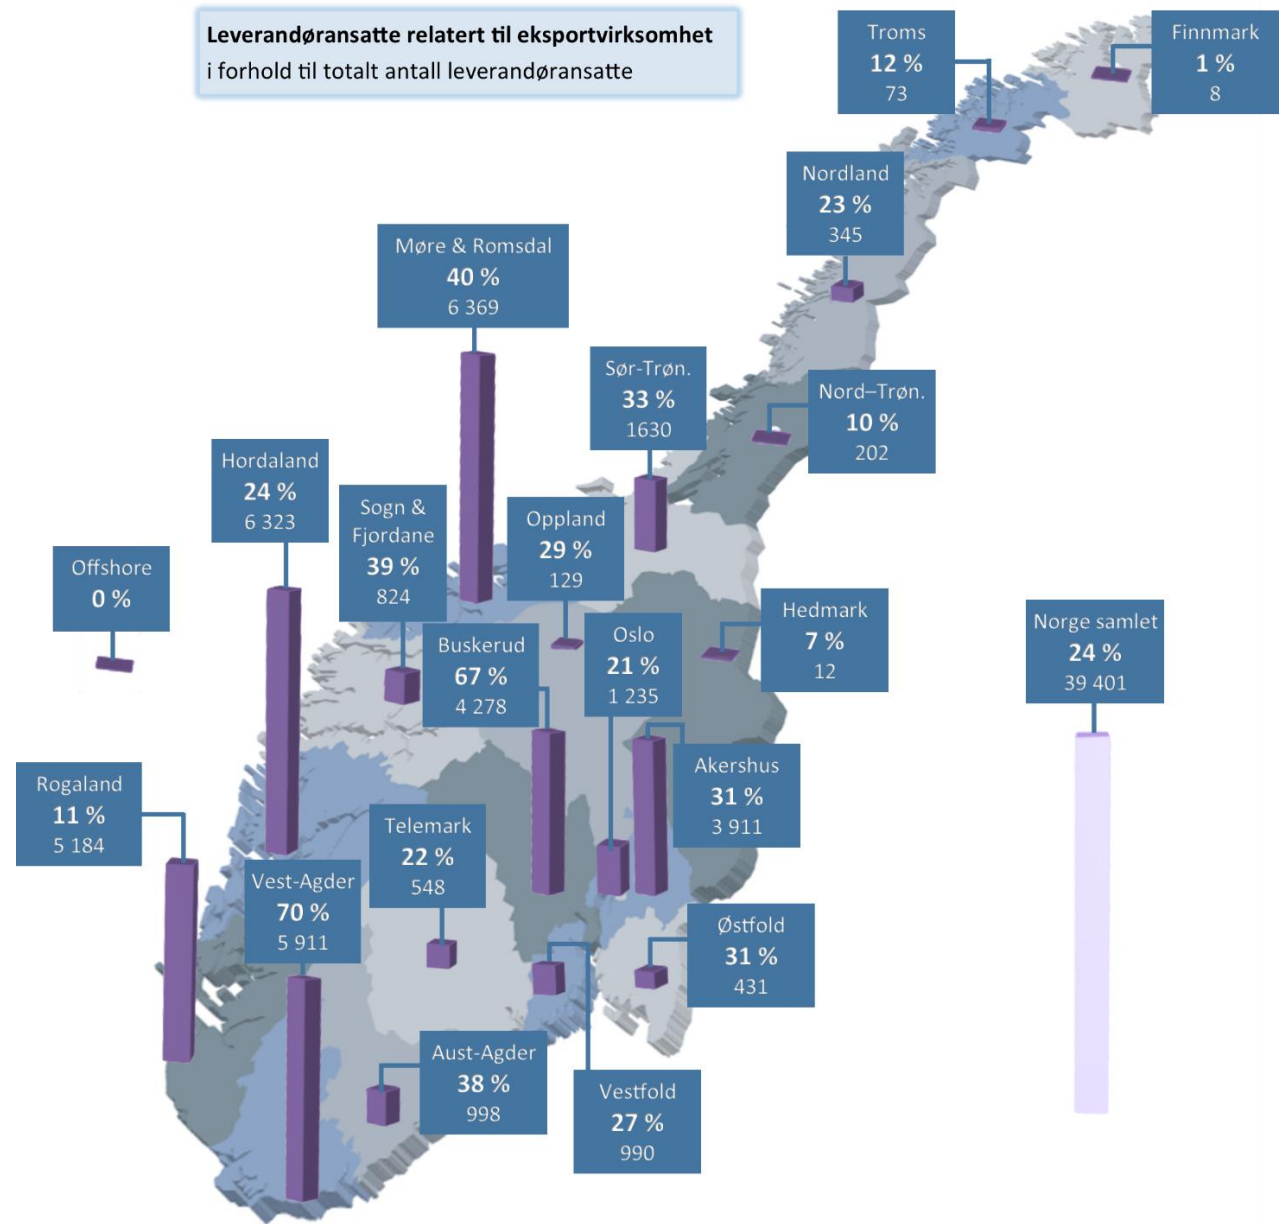 Leverandøransatte relatert til eksportvirksomhet
i forhold til totalt antall leverandøransatte
Troms
12 %
73
Finnmark
1 %
8
Nordland
23 %
345
Møre & Romsdal
40 %
6 369
Sør-Trøn.
33 %
1630
Nord–Trøn.
10 %
202
Hordaland
24 %
6 323
Sogn &
Fjordane
39 %
824
Oppland
29 %
129
Offshore
0 %
Hedmark
7 %
12
Buskerud
67 %
4 278
Oslo
21 %
1 235
Norge samlet
24 %
39 401
Akershus
31 %
3 911
Rogaland
11 %
5 184
Telemark
22 %
548
Vest-Agder
70 %
5 911
Østfold
31 %
431
Aust-Agder
38 %
998
Vestfold
27 %
990